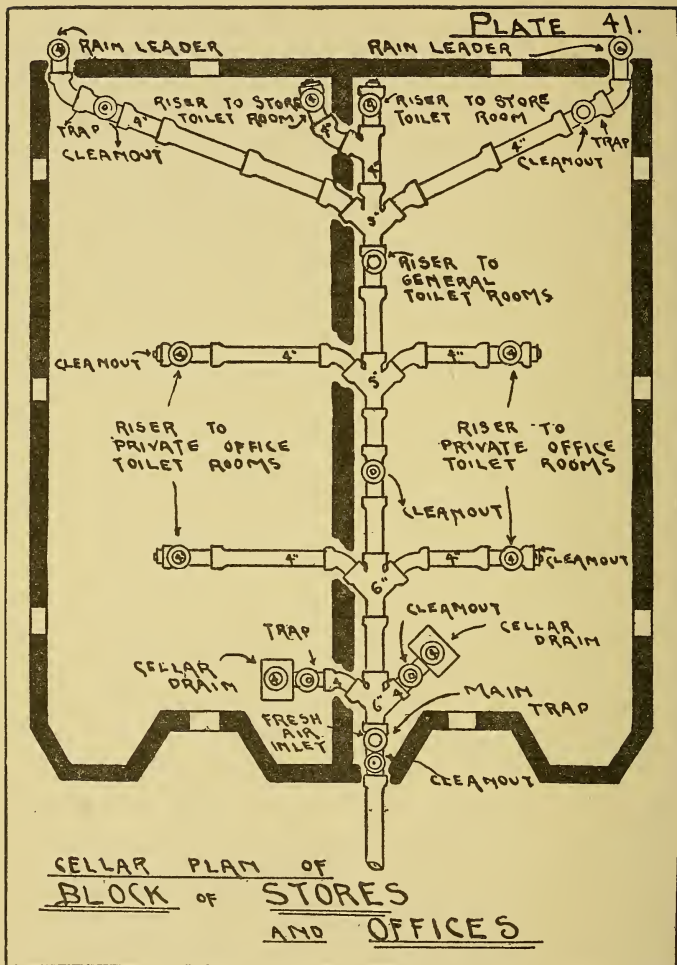 PLATE 41.
RAIN LEADER
RAIN LEADER
RISER TO STORE
TOILET ROOM
RISER TO STORE
TOILET ROOM
TRAP
4"
CLEANOUT
4"
4"
4"
CLEANOUT
TRAP
5"
RISER TO
GENERAL
TOILET ROOMS
CLEANOUT
4"
4"
5"
RISER TO
PRIVATE OFFICE
TOILET ROOMS
RISER TO
PRIVATE OFFICE
TOILET ROOMS
CLEANOUT
4"
4"
CLEANOUT
6"
CLEANOUT
TRAP
CELLAR
DRAIN
CELLAR
DRAIN
4
4
6"
MAIN
TRAP
FRESH
AIR
INLET
CLEANOUT
CELLAR PLAN OF
BLOCK OF STORES
AND OFFICES